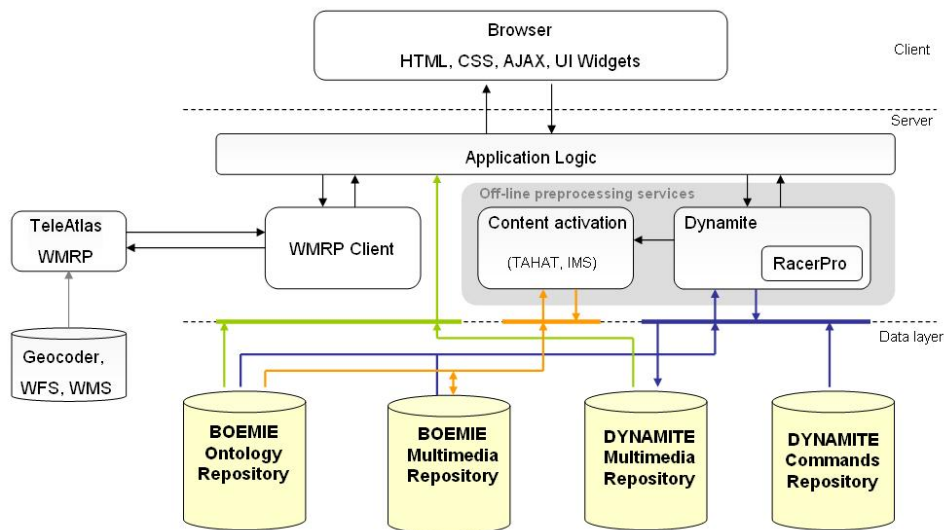 Browser
HTML, CSS, AJAX, UI Widgets
Client
Server
Application Logic
Off-line preprocessing services
TeleAtlas
WMRP
WMRP Client
Content activation
(TAHAT, IMS)
Dynamite
RacerPro
Data layer
Geocoder,
WFS, WMS
BOEMIE
Ontology
Repository
BOEMIE
Multimedia
Repository
DYNAMITE
Multimedia
Repository
DYNAMITE
Commands
Repository